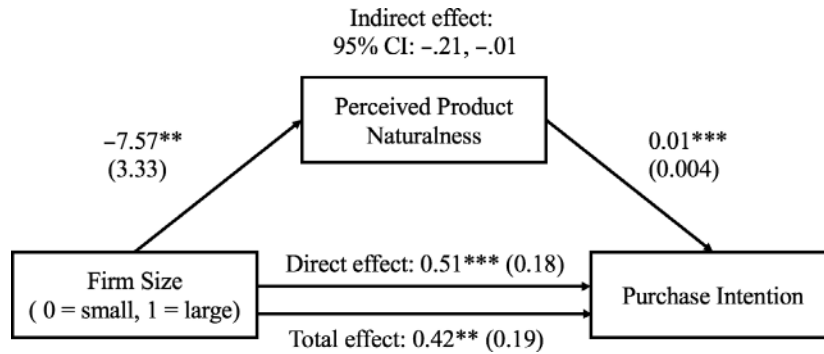 Indirect effect:
95% CI: −.21, −.01
Perceived Product
Naturalness
−7.57**
(3.33)
0.01***
(0.004)
Firm Size
( 0 = small, 1 = large)
Direct effect: 0.51*** (0.18)
Total effect: 0.42** (0.19)
Purchase Intention